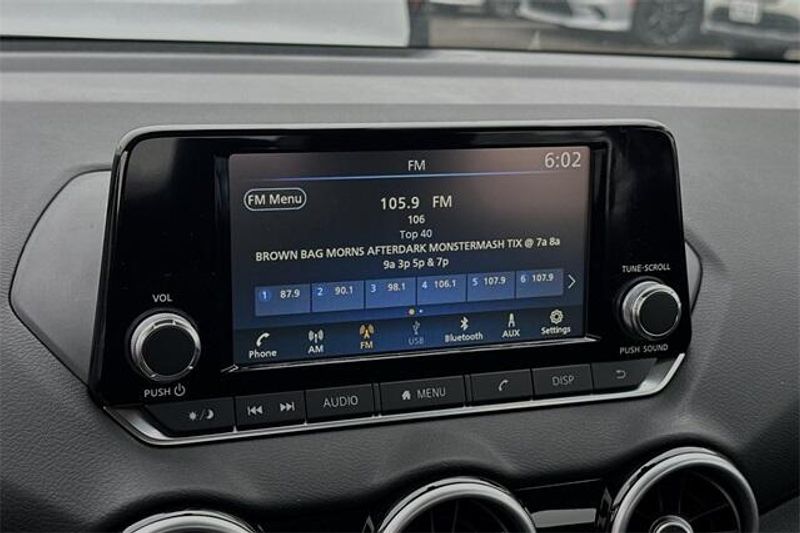 FM
6:02
FM Menu
105.9 FM
106
Top 40
BROWN BAG MORNS AFTERDARK MONSTERMASH TIX @ 7a 8a
9a 3p 5p & 7p
1 87.9 2 90.1 3 98.1 4 106.1 5 107.9 6 107.9
Phone AM FM USB Bluetooth AUX Settings
VOL
PUSH
TUNE·SCROLL
PUSH SOUND
AUDIO MENU DISP